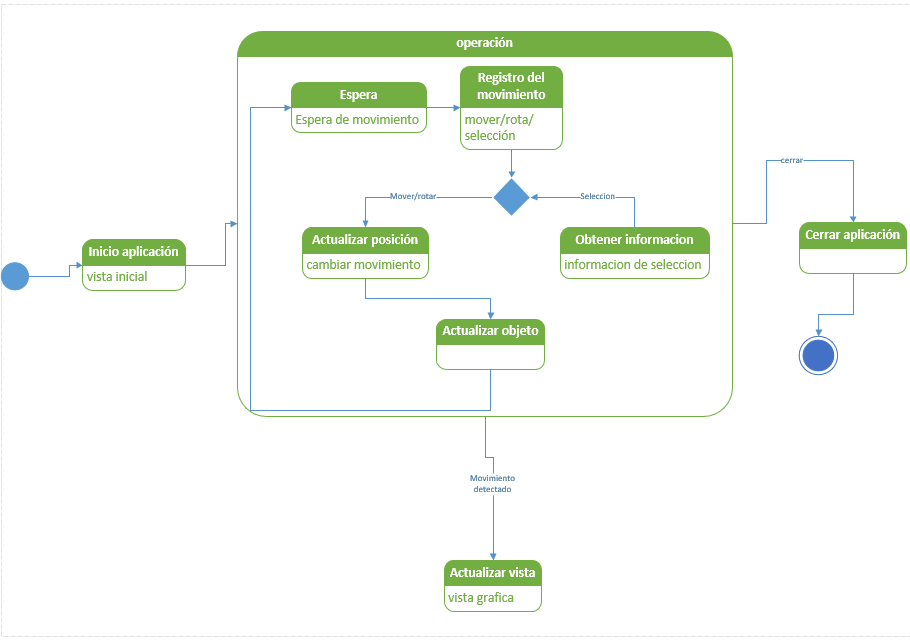 operación
Espera
Espera de movimiento
Registro del
movimiento
mover/rota/
selección
cerrar
Mover/rotar
Seleccion
Inicio aplicación
vista inicial
Actualizar posición
cambiar movimiento
Obtener informacion
informacion de seleccion
Cerrar aplicación
Actualizar objeto
Movimiento
detectado
Actualizar vista
vista grafica